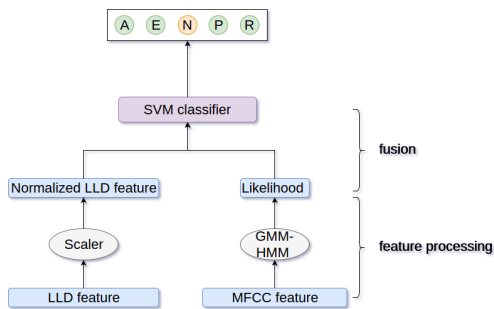 A E N P R
SVM classifier
fusion
Normalized LLD feature
Likelihood
Scaler
GMM-
HMM
feature processing
LLD feature
MFCC feature